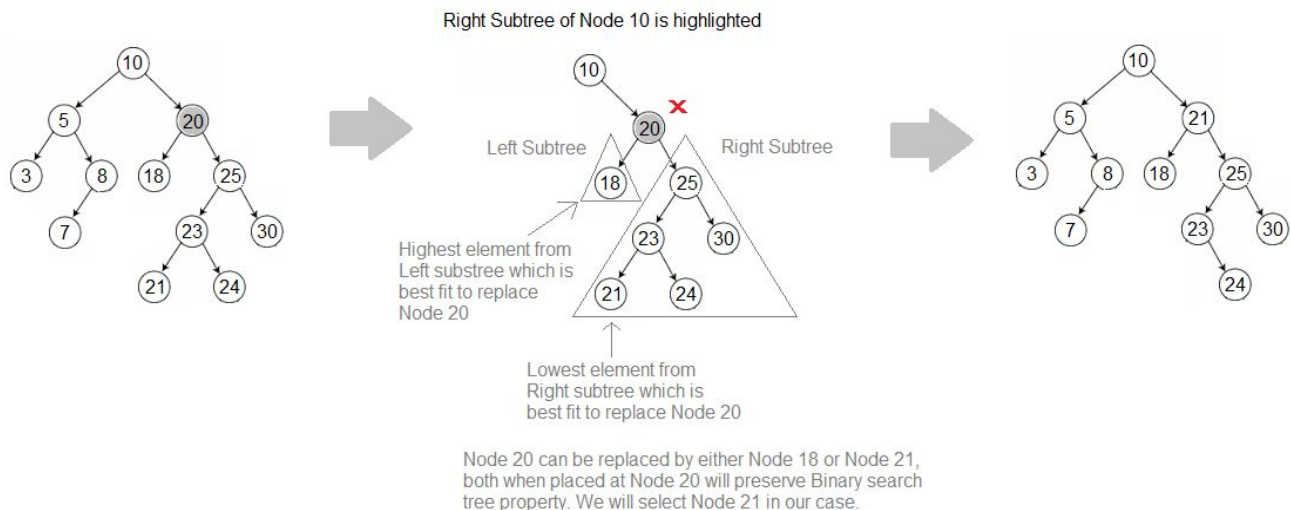 Right Subtree of Node 10 is highlighted
10
5
20
3
8
18
25
7
23
30
21
24
10
20
x
Left Subtree
Right Subtree
18
25
23
30
21
24
Highest element from
Left substree which is
best fit to replace
Node 20
Lowest element from
Right subtree which is
best fit to replace Node 20
Node 20 can be replaced by either Node 18 or Node 21,
both when placed at Node 20 will preserve Binary search
tree property. We will select Node 21 in our case.
10
5
21
3
8
18
25
7
23
30
24